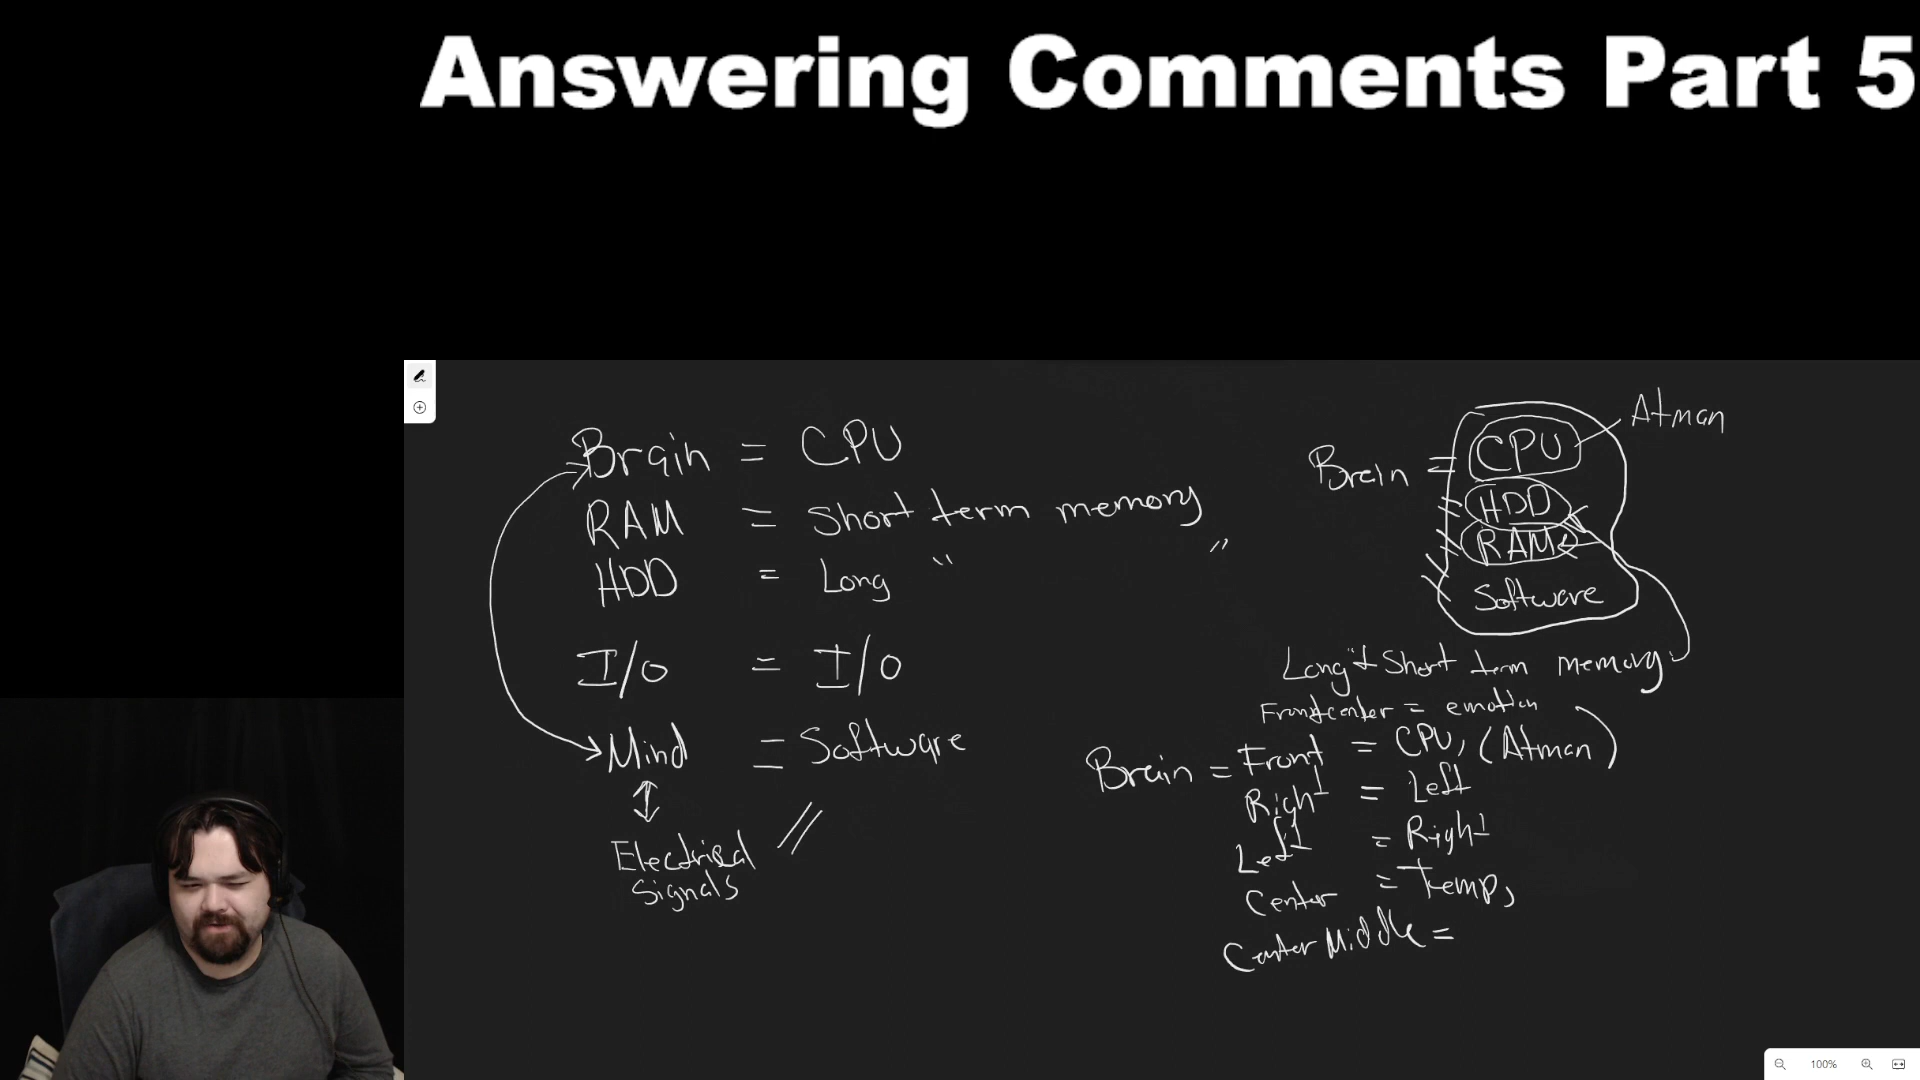 Answering Comments Part 5
Brain = CPU
RAM = Short term memory
HDD = Long " "
I/O = I/O
Mind = Software
Electrical
Signals
Atman
Brain = CPU
HDD
RAM
Software
Long + Short term memory
Front center = emotion
Brain = Front = CPU, (Atman)
Right = Left
Left = Right
Center = Temp,
Center Middle =
100%